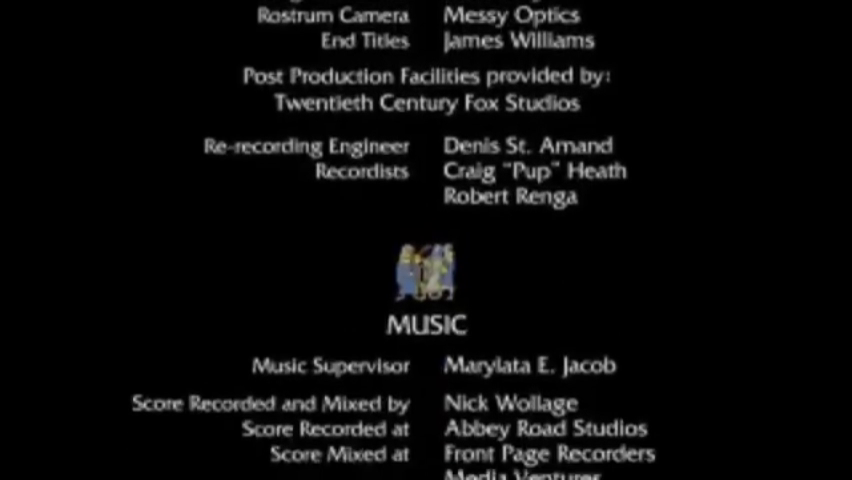 Rostrum Camera Messy Optics
End Titles James Williams
Post Production Facilities provided by:
Twentieth Century Fox Studios
Re-recording Engineer Denis St. Amand
Recordists Craig "Pup" Heath
Robert Renga
MUSIC
Music Supervisor Marylata E. Jacob
Score Recorded and Mixed by Nick Wollage
Score Recorded at Abbey Road Studios
Score Mixed at Front Page Recorders
Media Ventures